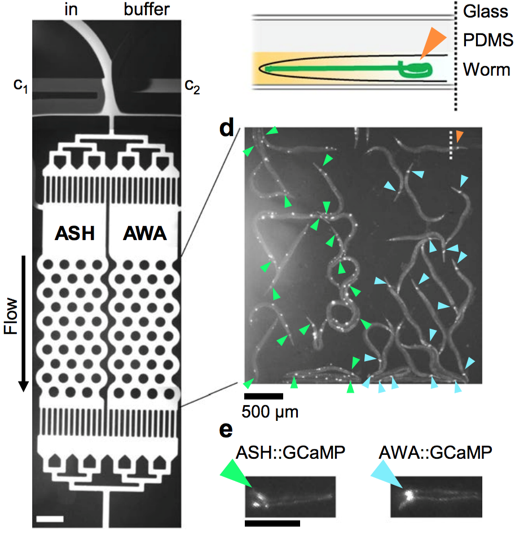 in buffer
c1 c2
ASH AWA
Flow
Glass
PDMS
Worm
d
500 µm
e
ASH::GCaMP AWA::GCaMP